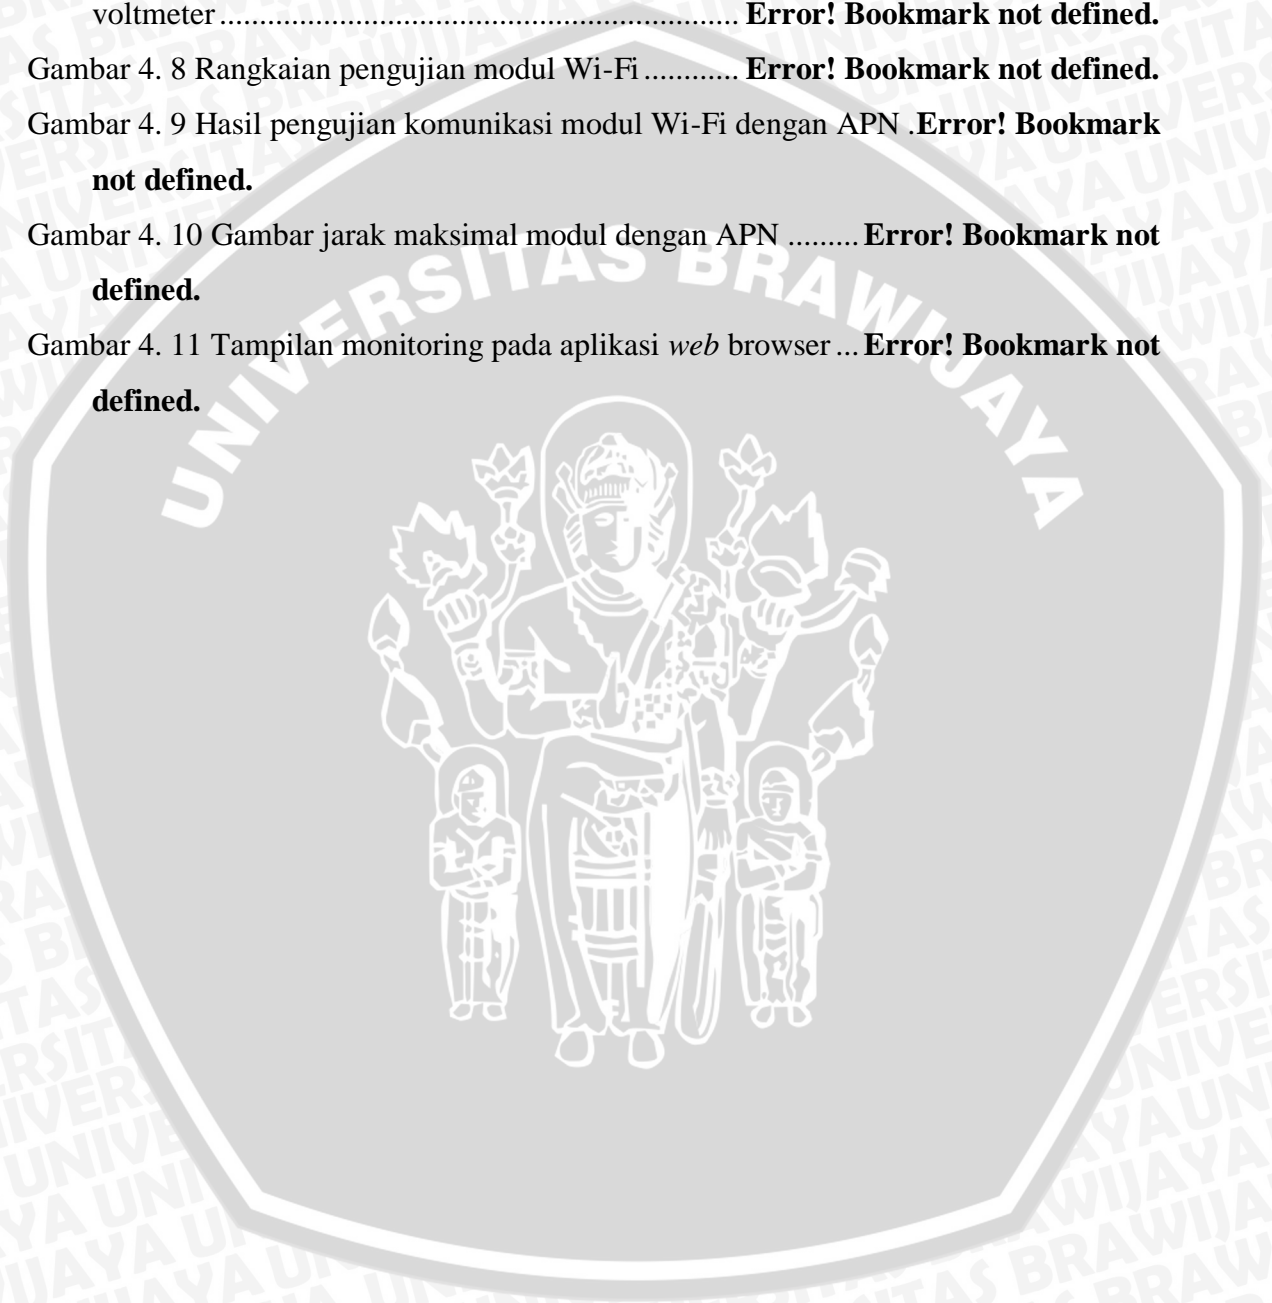 voltmeter ...................................................... Error! Bookmark not defined.
Gambar 4. 8 Rangkaian pengujian modul Wi-Fi ............ Error! Bookmark not defined.
Gambar 4. 9 Hasil pengujian komunikasi modul Wi-Fi dengan APN .Error! Bookmark
not defined.
Gambar 4. 10 Gambar jarak maksimal modul dengan APN ......... Error! Bookmark not
defined.
Gambar 4. 11 Tampilan monitoring pada aplikasi web browser ... Error! Bookmark not
defined.
UNIVERSITAS BRAWIJAYA